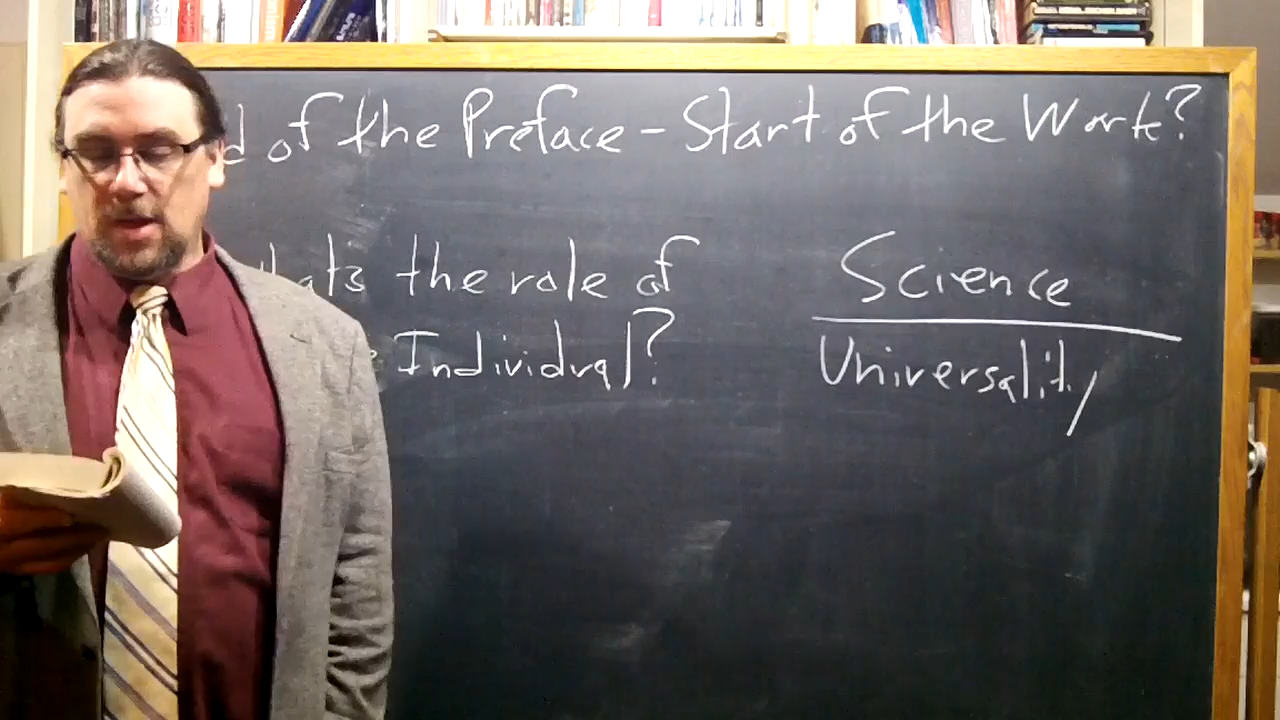 of the Preface - Start of the Work?
the role of
Individual?
Science
Universality